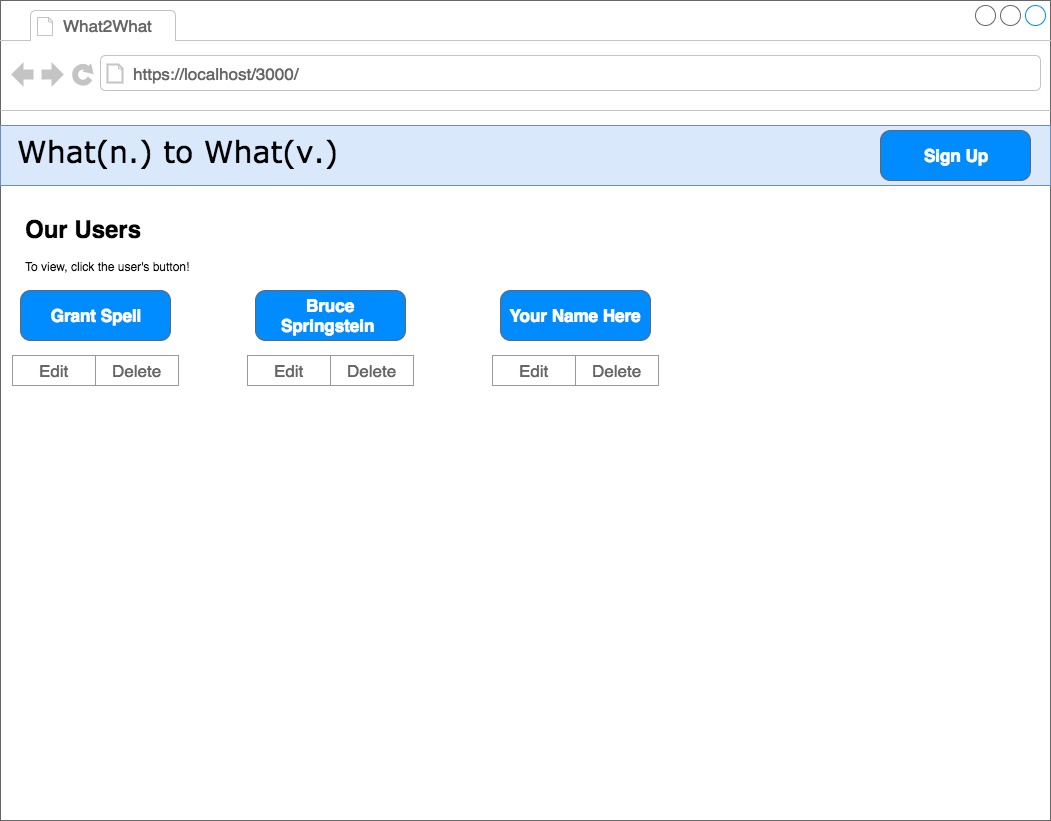 What2What
https://localhost/3000/
What(n.) to What(v.)
Sign Up
Our Users
To view, click the user's button!
Grant Spell
Bruce
Springstein
Your Name Here
Edit
Delete
Edit
Delete
Edit
Delete